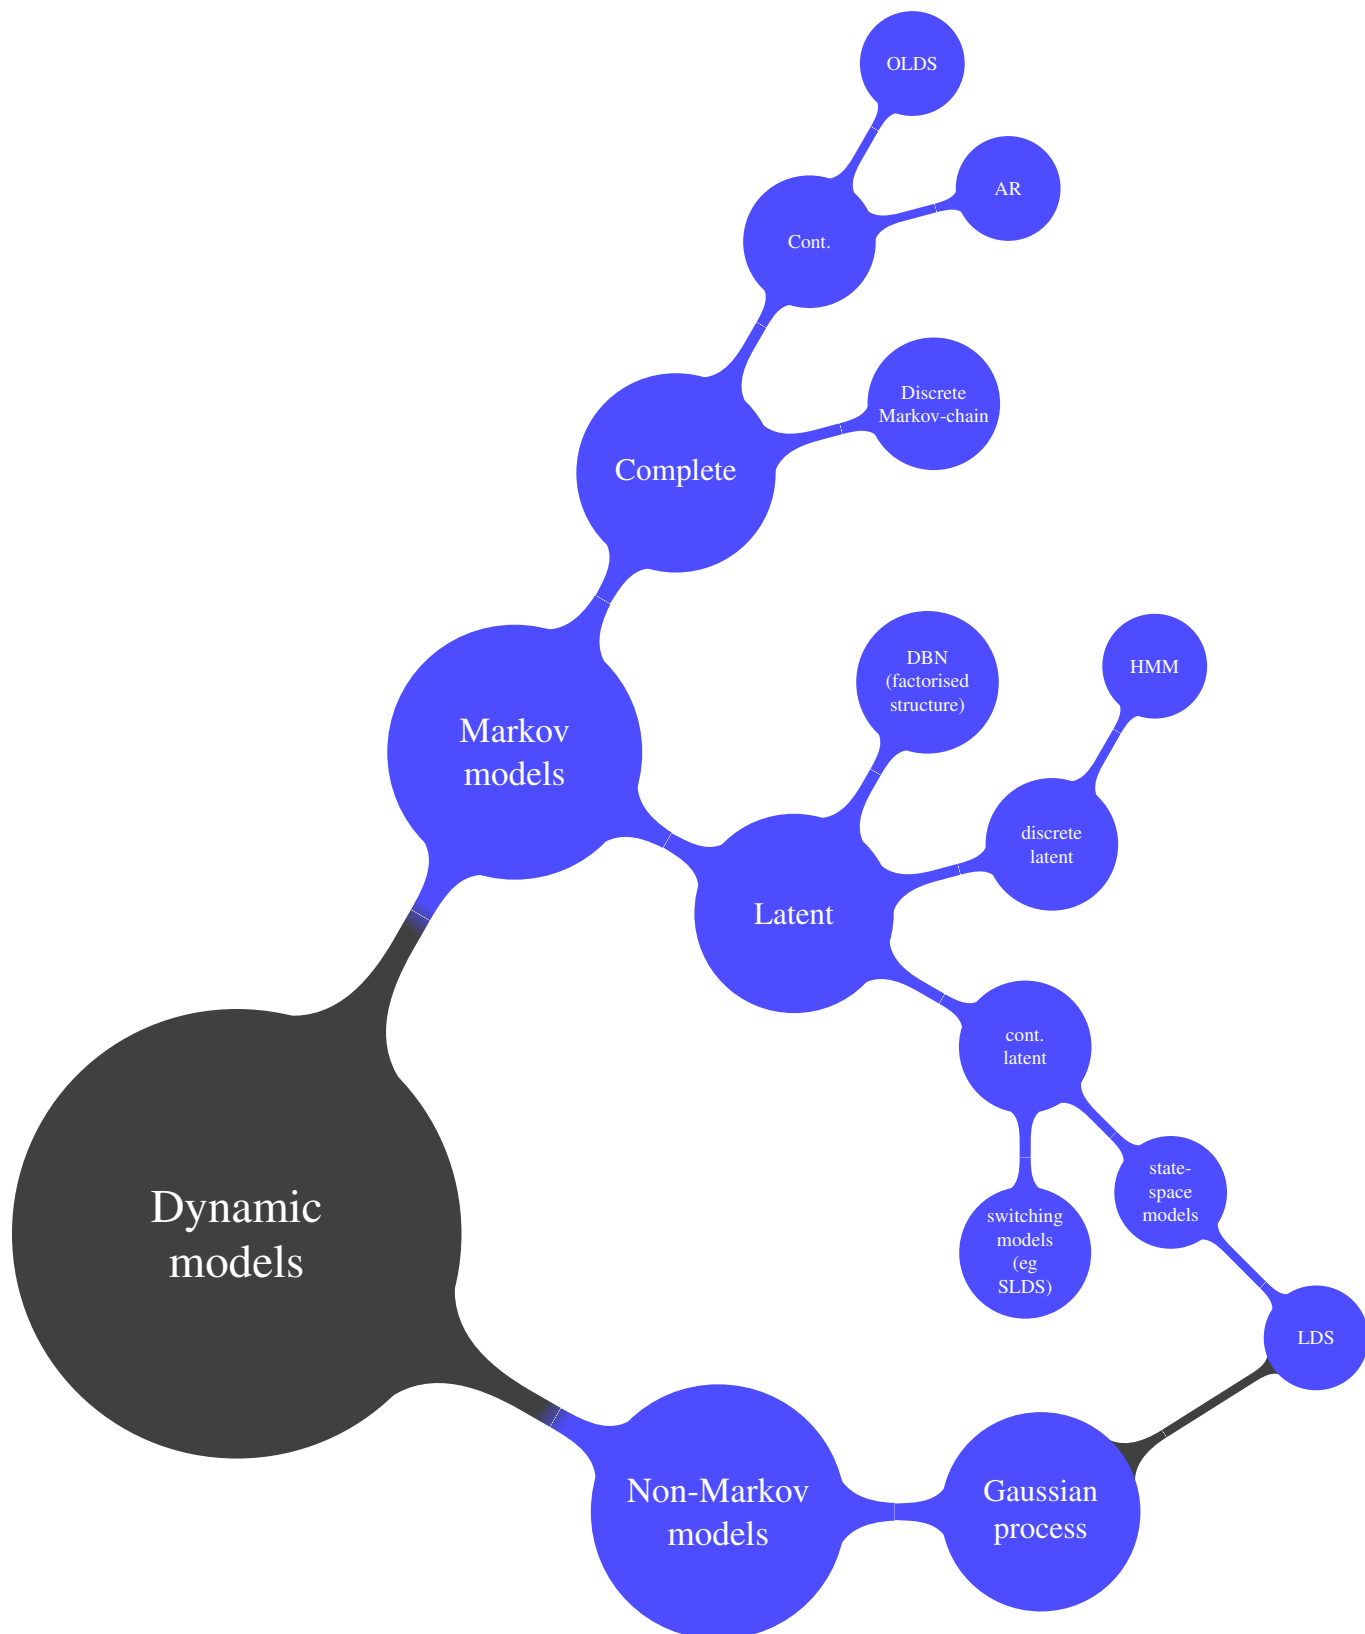 OLDS
AR
Cont.
Discrete
Markov-chain
Complete
DBN
(factorised
structure)
HMM
Markov
models
discrete
latent
Latent
cont.
latent
state-
space
models
Dynamic
models
switching
models
(eg
SLDS)
LDS
Non-Markov
models
Gaussian
process